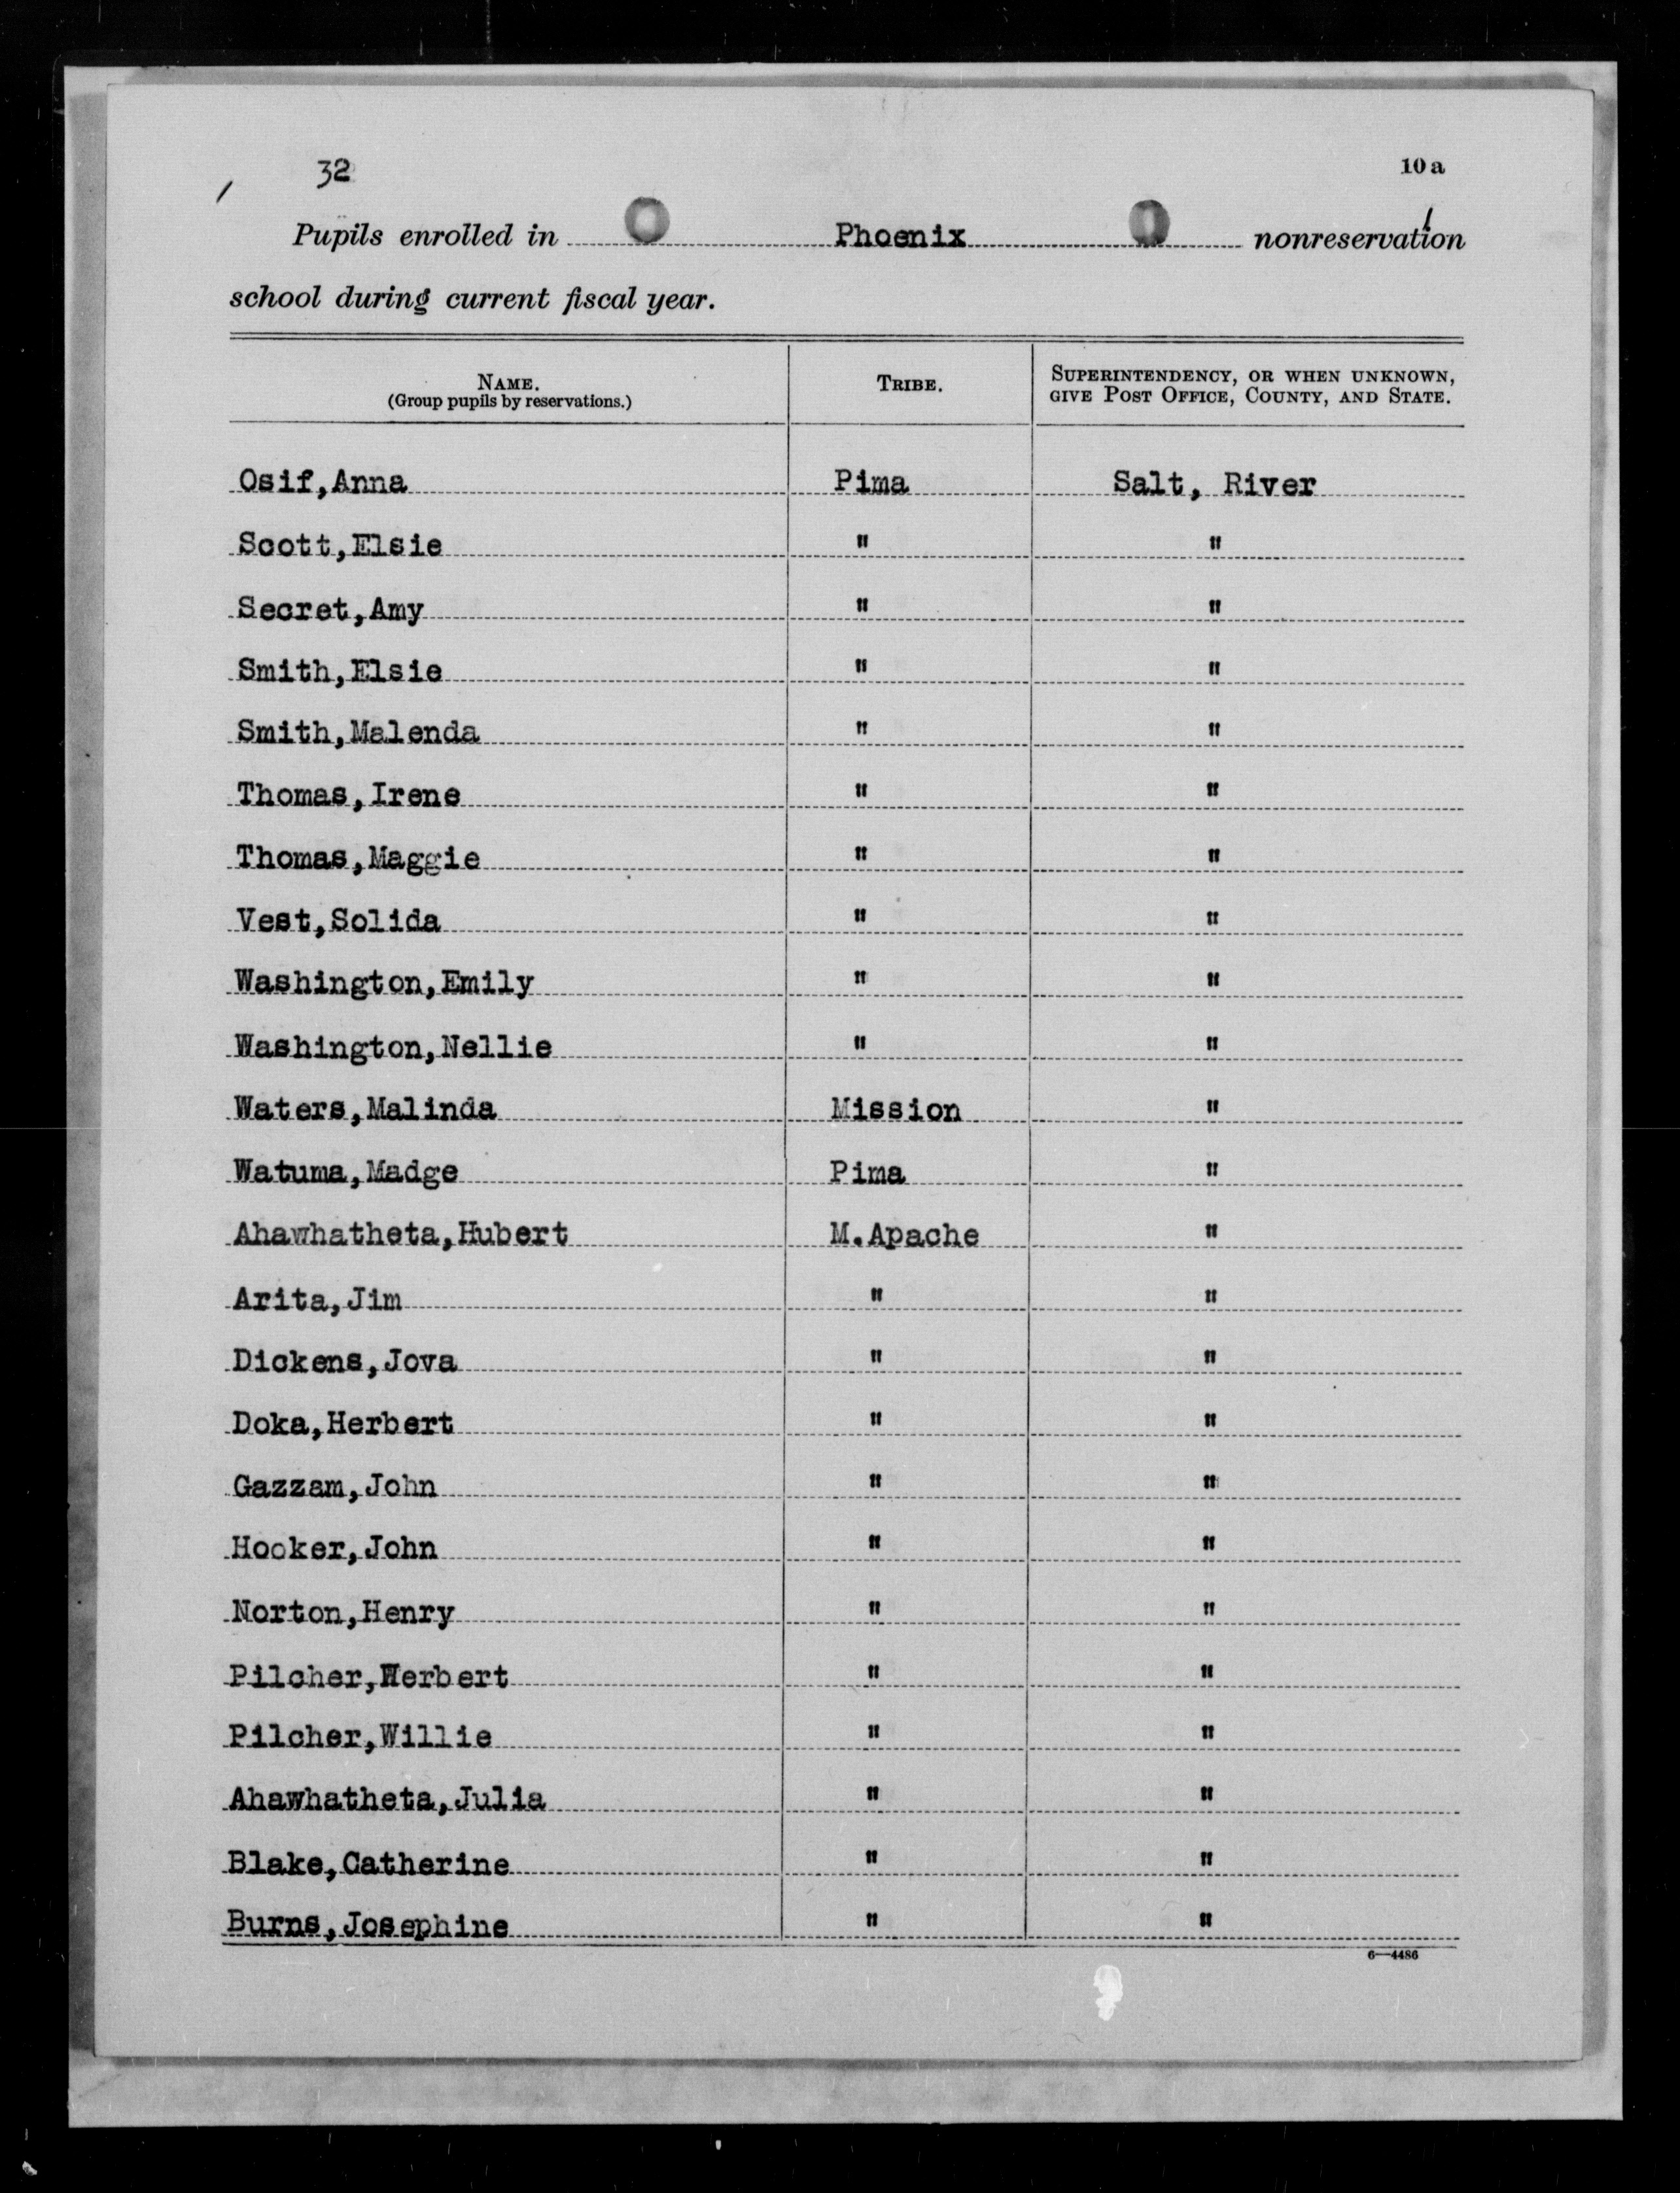 32
10 a
Pupils enrolled in Phoenix nonreservation
school during current fiscal year.
NAME. TRIBE. SUPERINTENDENCY, OR WHEN UNKNOWN,
(Group pupils by reservations.) GIVE POST OFFICE, COUNTY, AND STATE.
Osif,Anna Pima Salt, River
Scott,Elsie " "
Secret,Amy " "
Smith,Elsie " "
Smith,Malenda " "
Thomas,Irene " "
Thomas,Maggie " "
Vest,Solida " "
Washington,Emily " "
Washington,Nellie " "
Waters,Malinda Mission "
Watuma,Madge Pima "
Ahawhatheta,Hubert M.Apache "
Arita,Jim " "
Dickens,Jova " "
Doka,Herbert " "
Gazzam,John " "
Hooker,John " "
Norton,Henry " "
Pilcher,Herbert " "
Pilcher,Willie " "
Ahawhatheta,Julia " "
Blake,Catherine " "
Burns,Josephine " "
6—4486